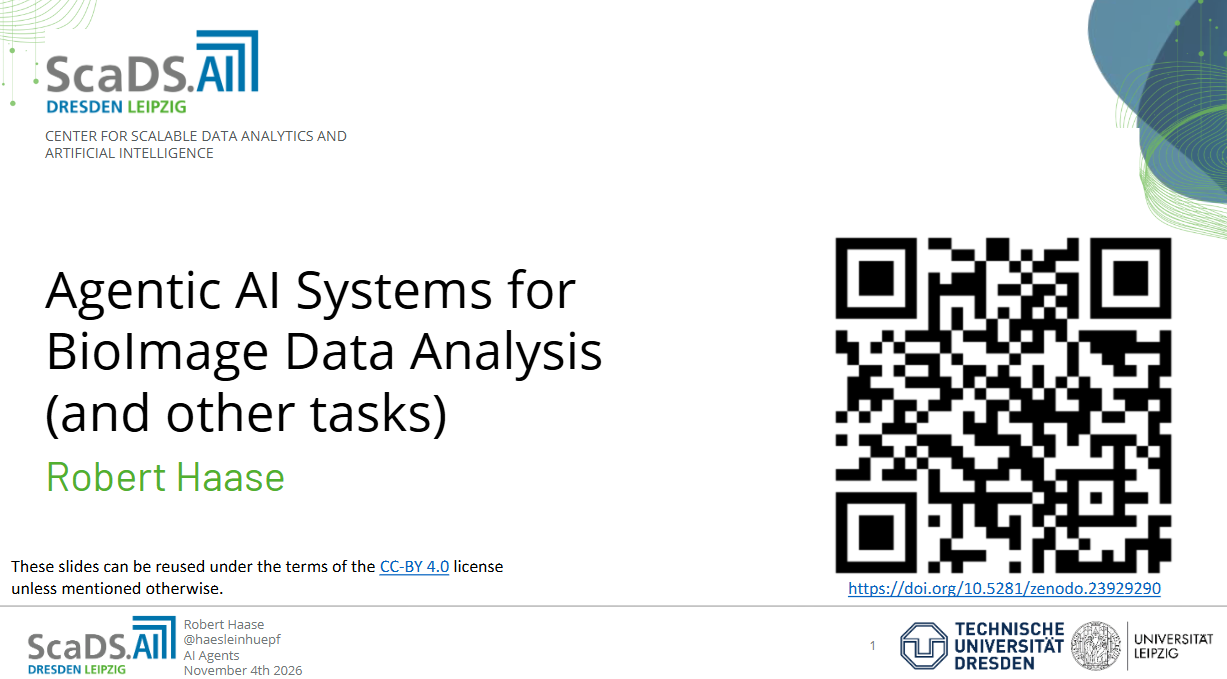 ScaDS.AI
DRESDEN LEIPZIG
CENTER FOR SCALABLE DATA ANALYTICS AND
ARTIFICIAL INTELLIGENCE
Agentic AI Systems for
BioImage Data Analysis
(and other tasks)
Robert Haase
These slides can be reused under the terms of the CC-BY 4.0 license
unless mentioned otherwise.
https://doi.org/10.5281/zenodo.23929290
ScaDS.AI
DRESDEN LEIPZIG
Robert Haase
@haesleinhuepf
AI Agents
November 4th 2026
1
TECHNISCHE
UNIVERSITÄT
DRESDEN
UNIVERSITÄT
LEIPZIG